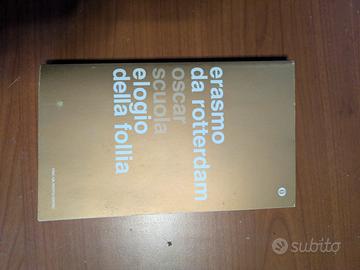 erasmo
da rotterdam
oscar
scuola
elogio
della follia
subito